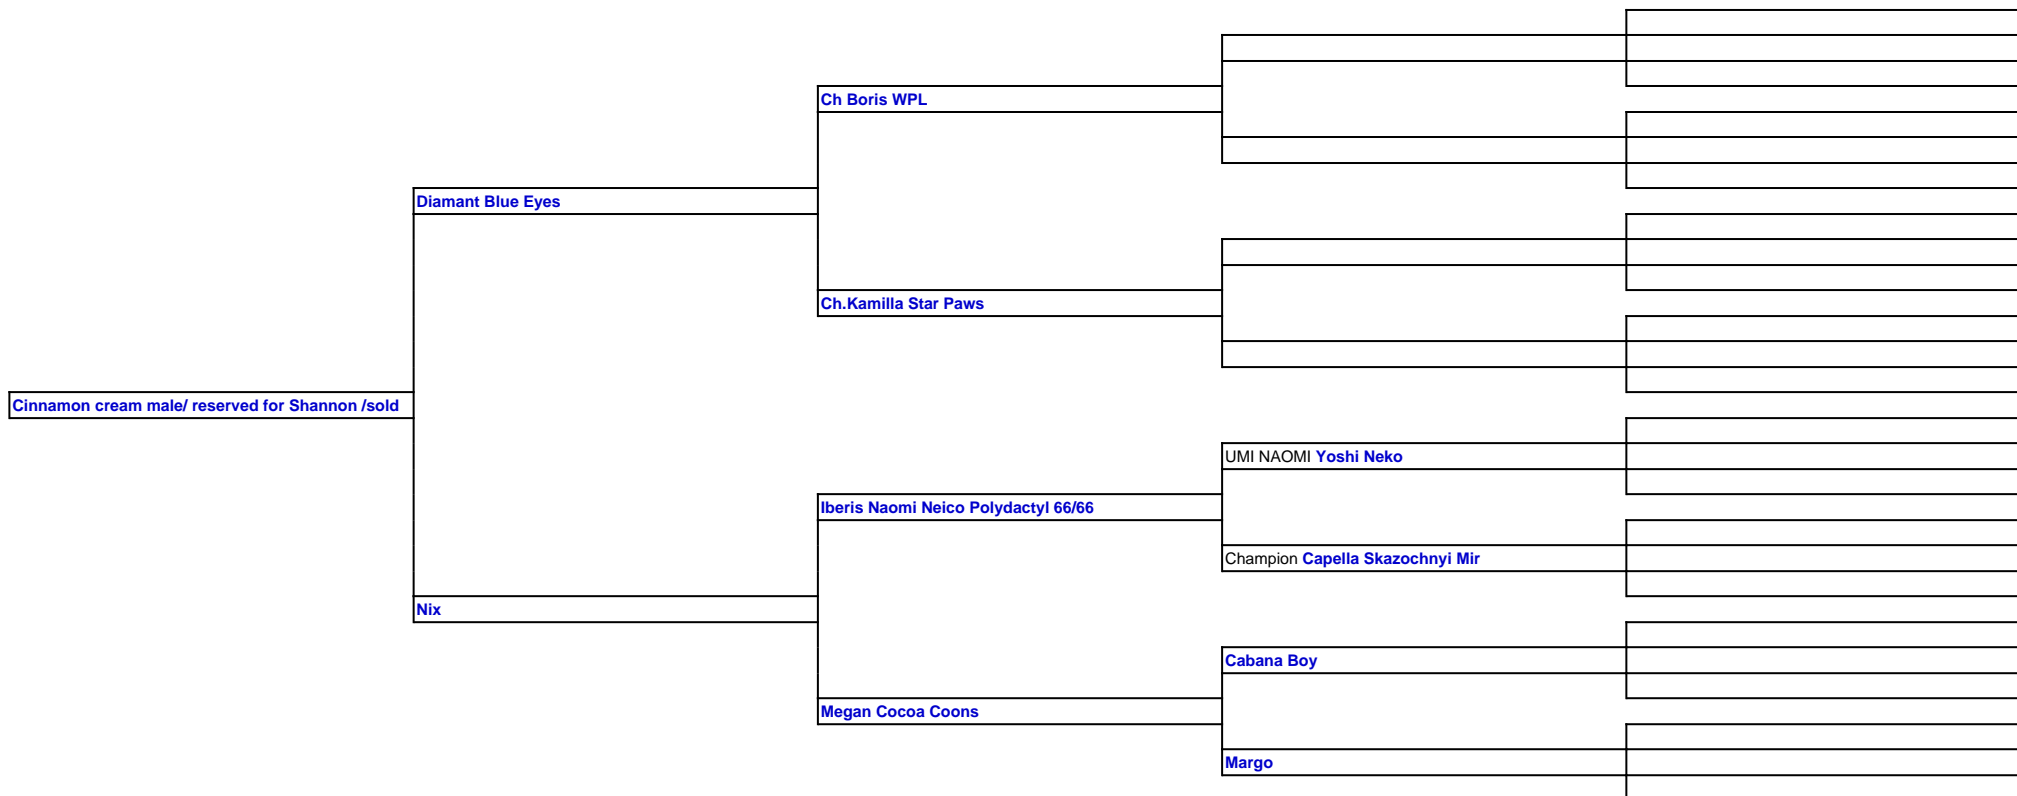 Ch Boris WPL
Diamant Blue Eyes
Ch.Kamilla Star Paws
Cinnamon cream male/ reserved for Shannon /sold
UMI NAOMI Yoshi Neko
Iberis Naomi Neico Polydactyl 66/66
Champion Capella Skazochnyi Mir
Nix
Cabana Boy
Megan Cocoa Coons
Margo